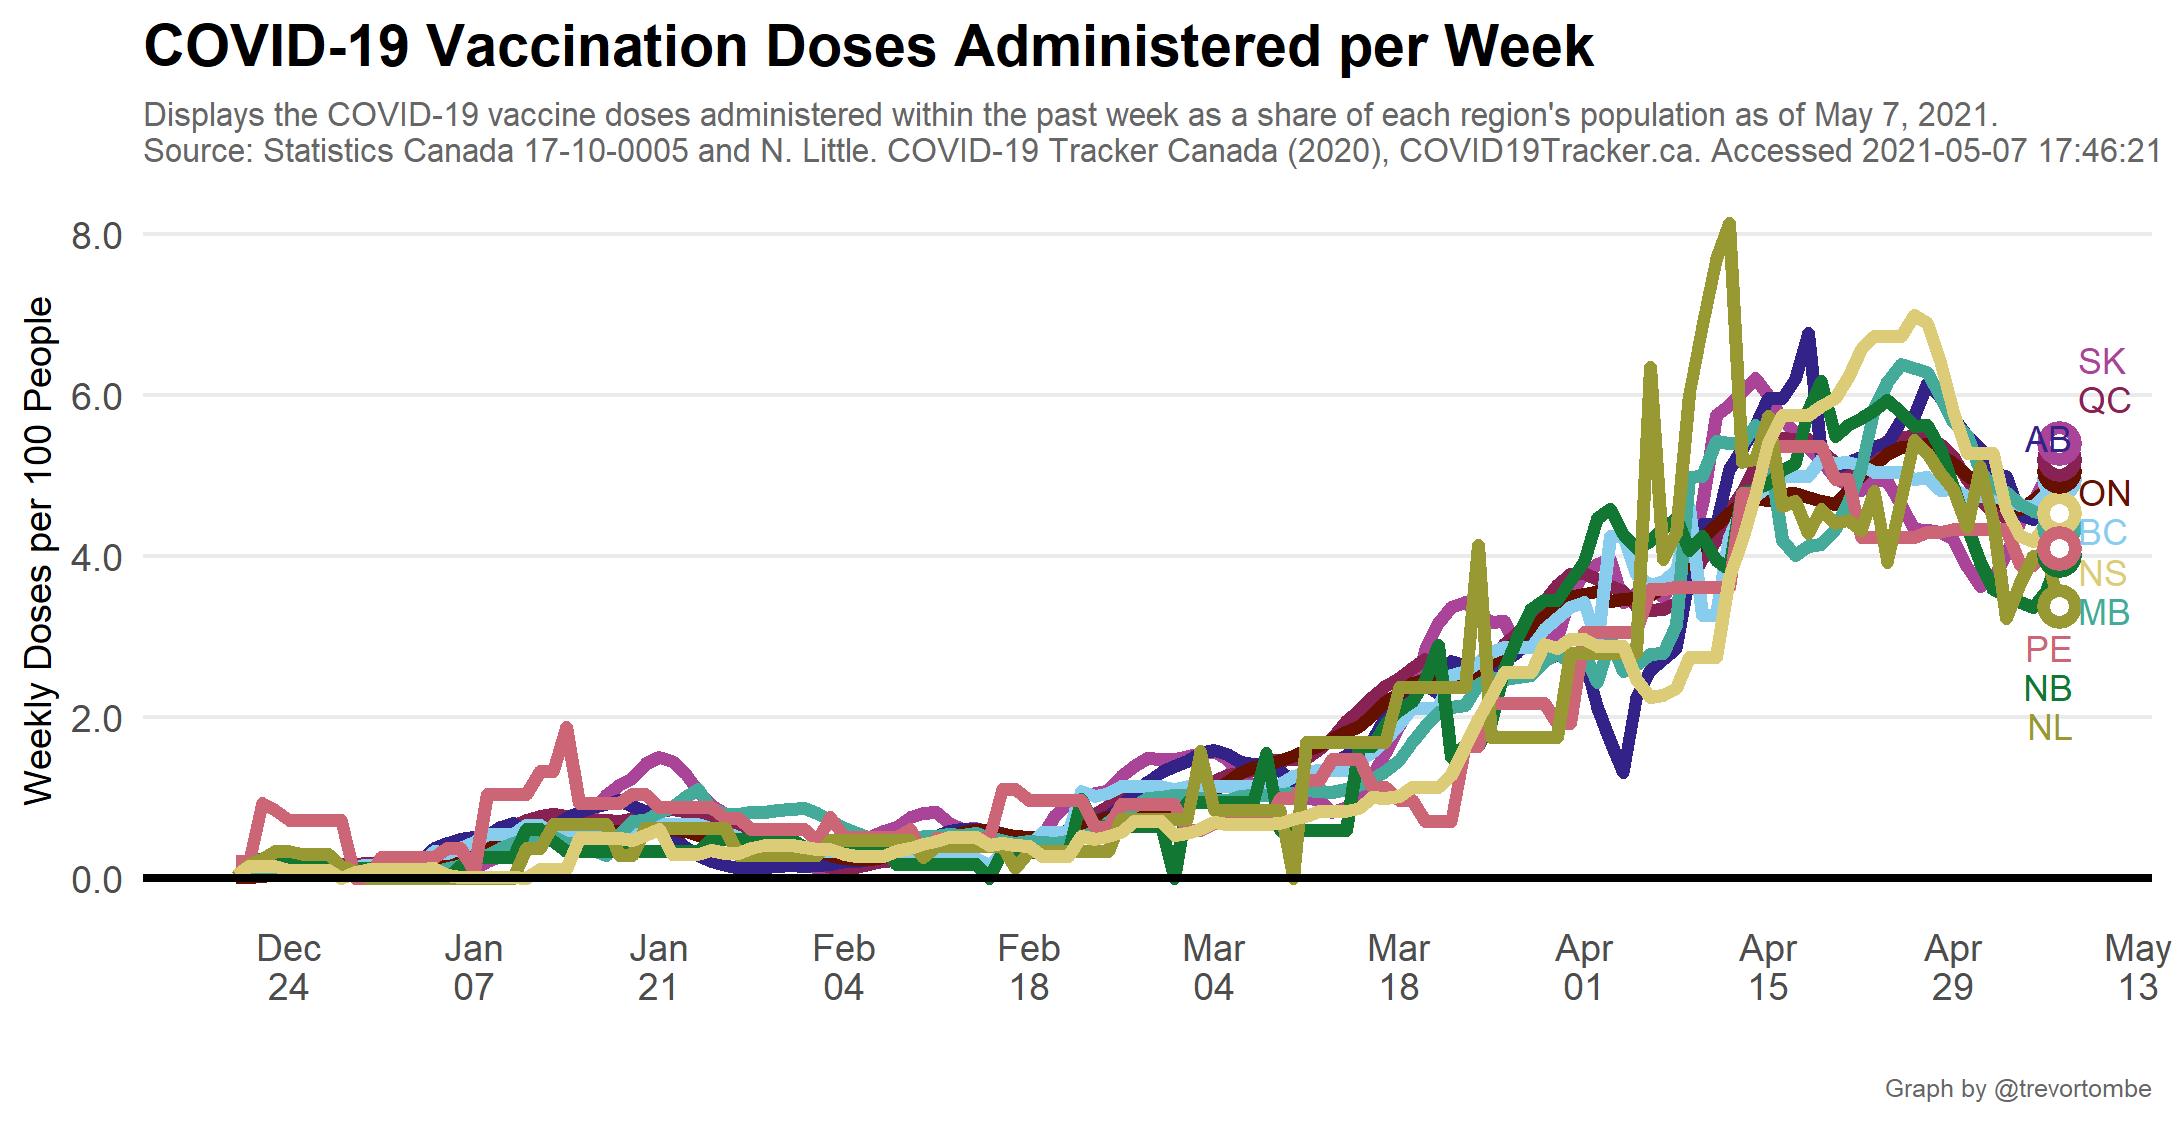 COVID-19 Vaccination Doses Administered per Week
Displays the COVID-19 vaccine doses administered within the past week as a share of each region's population as of May 7, 2021.
Source: Statistics Canada 17-10-0005 and N. Little. COVID-19 Tracker Canada (2020), COVID19Tracker.ca. Accessed 2021-05-07 17:46:21
Weekly Doses per 100 People
8.0
6.0
4.0
2.0
0.0
SK
QC
AB
ON
BC
NS
MB
PE
NB
NL
Dec
24
Jan
07
Jan
21
Feb
04
Feb
18
Mar
04
Mar
18
Apr
01
Apr
15
Apr
29
May
13
Graph by @trevortombe